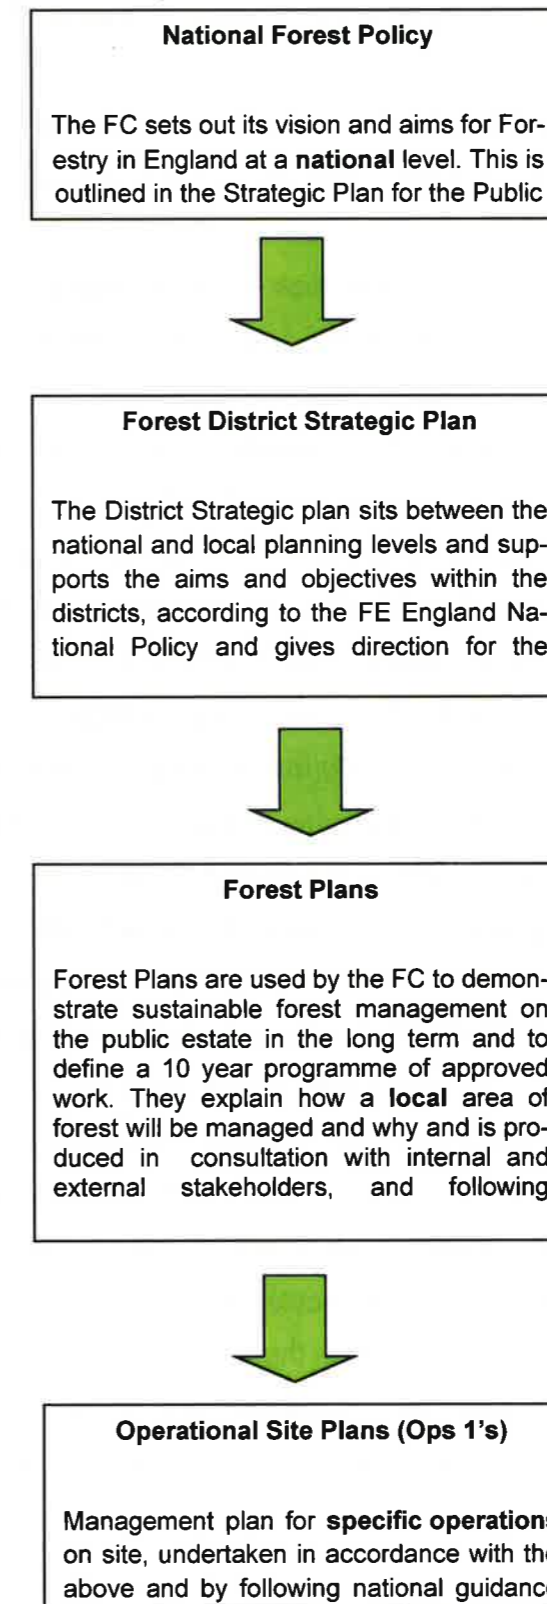 National Forest Policy
The FC sets out its vision and aims for For-
estry in England at a national level. This is
outlined in the Strategic Plan for the Public
Forest District Strategic Plan
The District Strategic plan sits between the
national and local planning levels and sup-
ports the aims and objectives within the
districts, according to the FE England Na-
tional Policy and gives direction for the
Forest Plans
Forest Plans are used by the FC to demon-
strate sustainable forest management on
the public estate in the long term and to
define a 10 year programme of approved
work. They explain how a local area of
forest will be managed and why and is pro-
duced in consultation with internal and
external stakeholders, and following
Operational Site Plans (Ops 1's)
Management plan for specific operations
on site, undertaken in accordance with the
above and by following national guidance